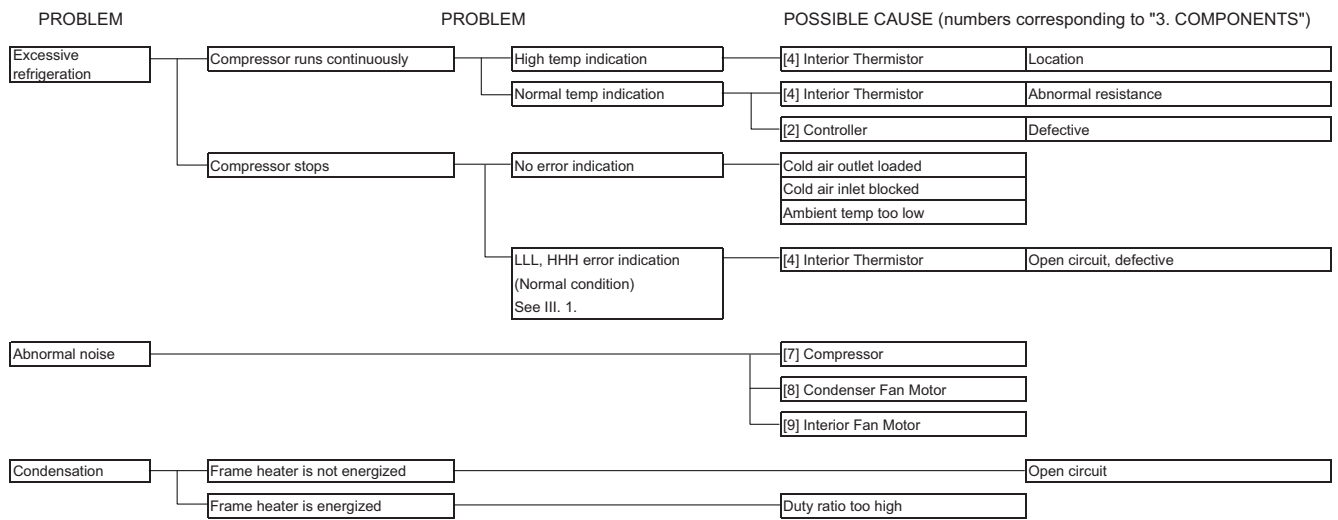 PROBLEM PROBLEM POSSIBLE CAUSE (numbers corresponding to "3. COMPONENTS")
Excessive
refrigeration
Compressor runs continuously
High temp indication
[4] Interior Thermistor
Location
Normal temp indication
[4] Interior Thermistor
Abnormal resistance
[2] Controller
Defective
Compressor stops
No error indication
Cold air outlet loaded
Cold air inlet blocked
Ambient temp too low
LLL, HHH error indication
(Normal condition)
See III. 1.
[4] Interior Thermistor
Open circuit, defective
Abnormal noise
[7] Compressor
[8] Condenser Fan Motor
[9] Interior Fan Motor
Condensation
Frame heater is not energized
Open circuit
Frame heater is energized
Duty ratio too high